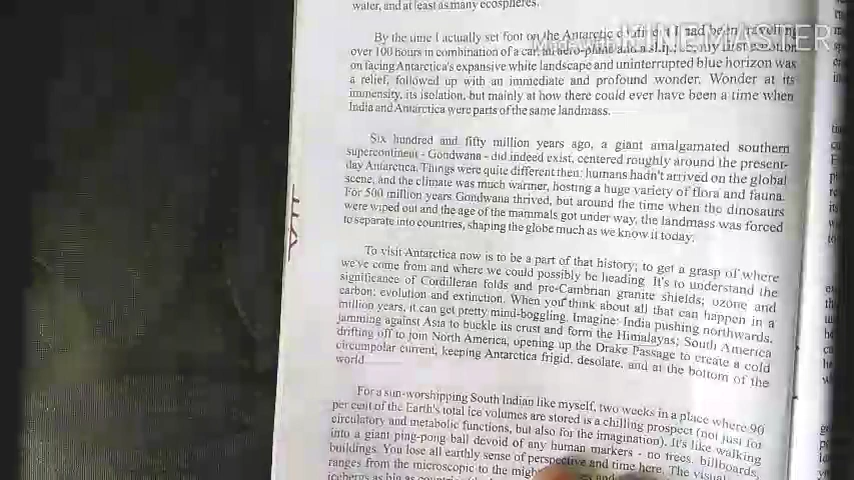 water, and at least as many ecospheres.
By the time I actually set foot on the Antarctic continent I had been travelling
over 100 hours in combination of a car, an aero-plane and a ship; so, my first emotion
on facing Antarctica's expansive white landscape and uninterrupted blue horizon was
a relief, followed up with an immediate and profound wonder. Wonder at its
immensity, its isolation, but mainly at how there could ever have been a time when
India and Antarctica were parts of the same landmass.
Six hundred and fifty million years ago, a giant amalgamated southern
supercontinent - Gondwana - did indeed exist, centered roughly around the present-
day Antarctica. Things were quite different then; humans hadn't arrived on the global
scene, and the climate was much warmer, hosting a huge variety of flora and fauna.
For 500 million years Gondwana thrived, but around the time when the dinosaurs
were wiped out and the age of the mammals got under way, the landmass was forced
to separate into countries, shaping the globe much as we know it today.
To visit Antarctica now is to be a part of that history; to get a grasp of where
we've come from and where we could possibly be heading. It's to understand the
significance of Cordilleran folds and pre-Cambrian granite shields; ozone and
carbon; evolution and extinction. When you think about all that can happen in a
million years, it can get pretty mind-boggling. Imagine: India pushing northwards,
jamming against Asia to buckle its crust and form the Himalayas; South America
drifting off to join North America, opening up the Drake Passage to create a cold
circumpolar current, keeping Antarctica frigid, desolate, and at the bottom of the
world
For a sun-worshipping South Indian like myself, two weeks in a place where 90
per cent of the Earth's total ice volumes are stored is a chilling prospect (not just for
circulatory and metabolic functions, but also for the imagination). It's like walking
into a giant ping-pong ball devoid of any human markers - no trees, billboards,
buildings. You lose all earthly sense of perspective and time here. The visual
ranges from the microscopic to the
icebergs as big as
VII
KINEMASTER